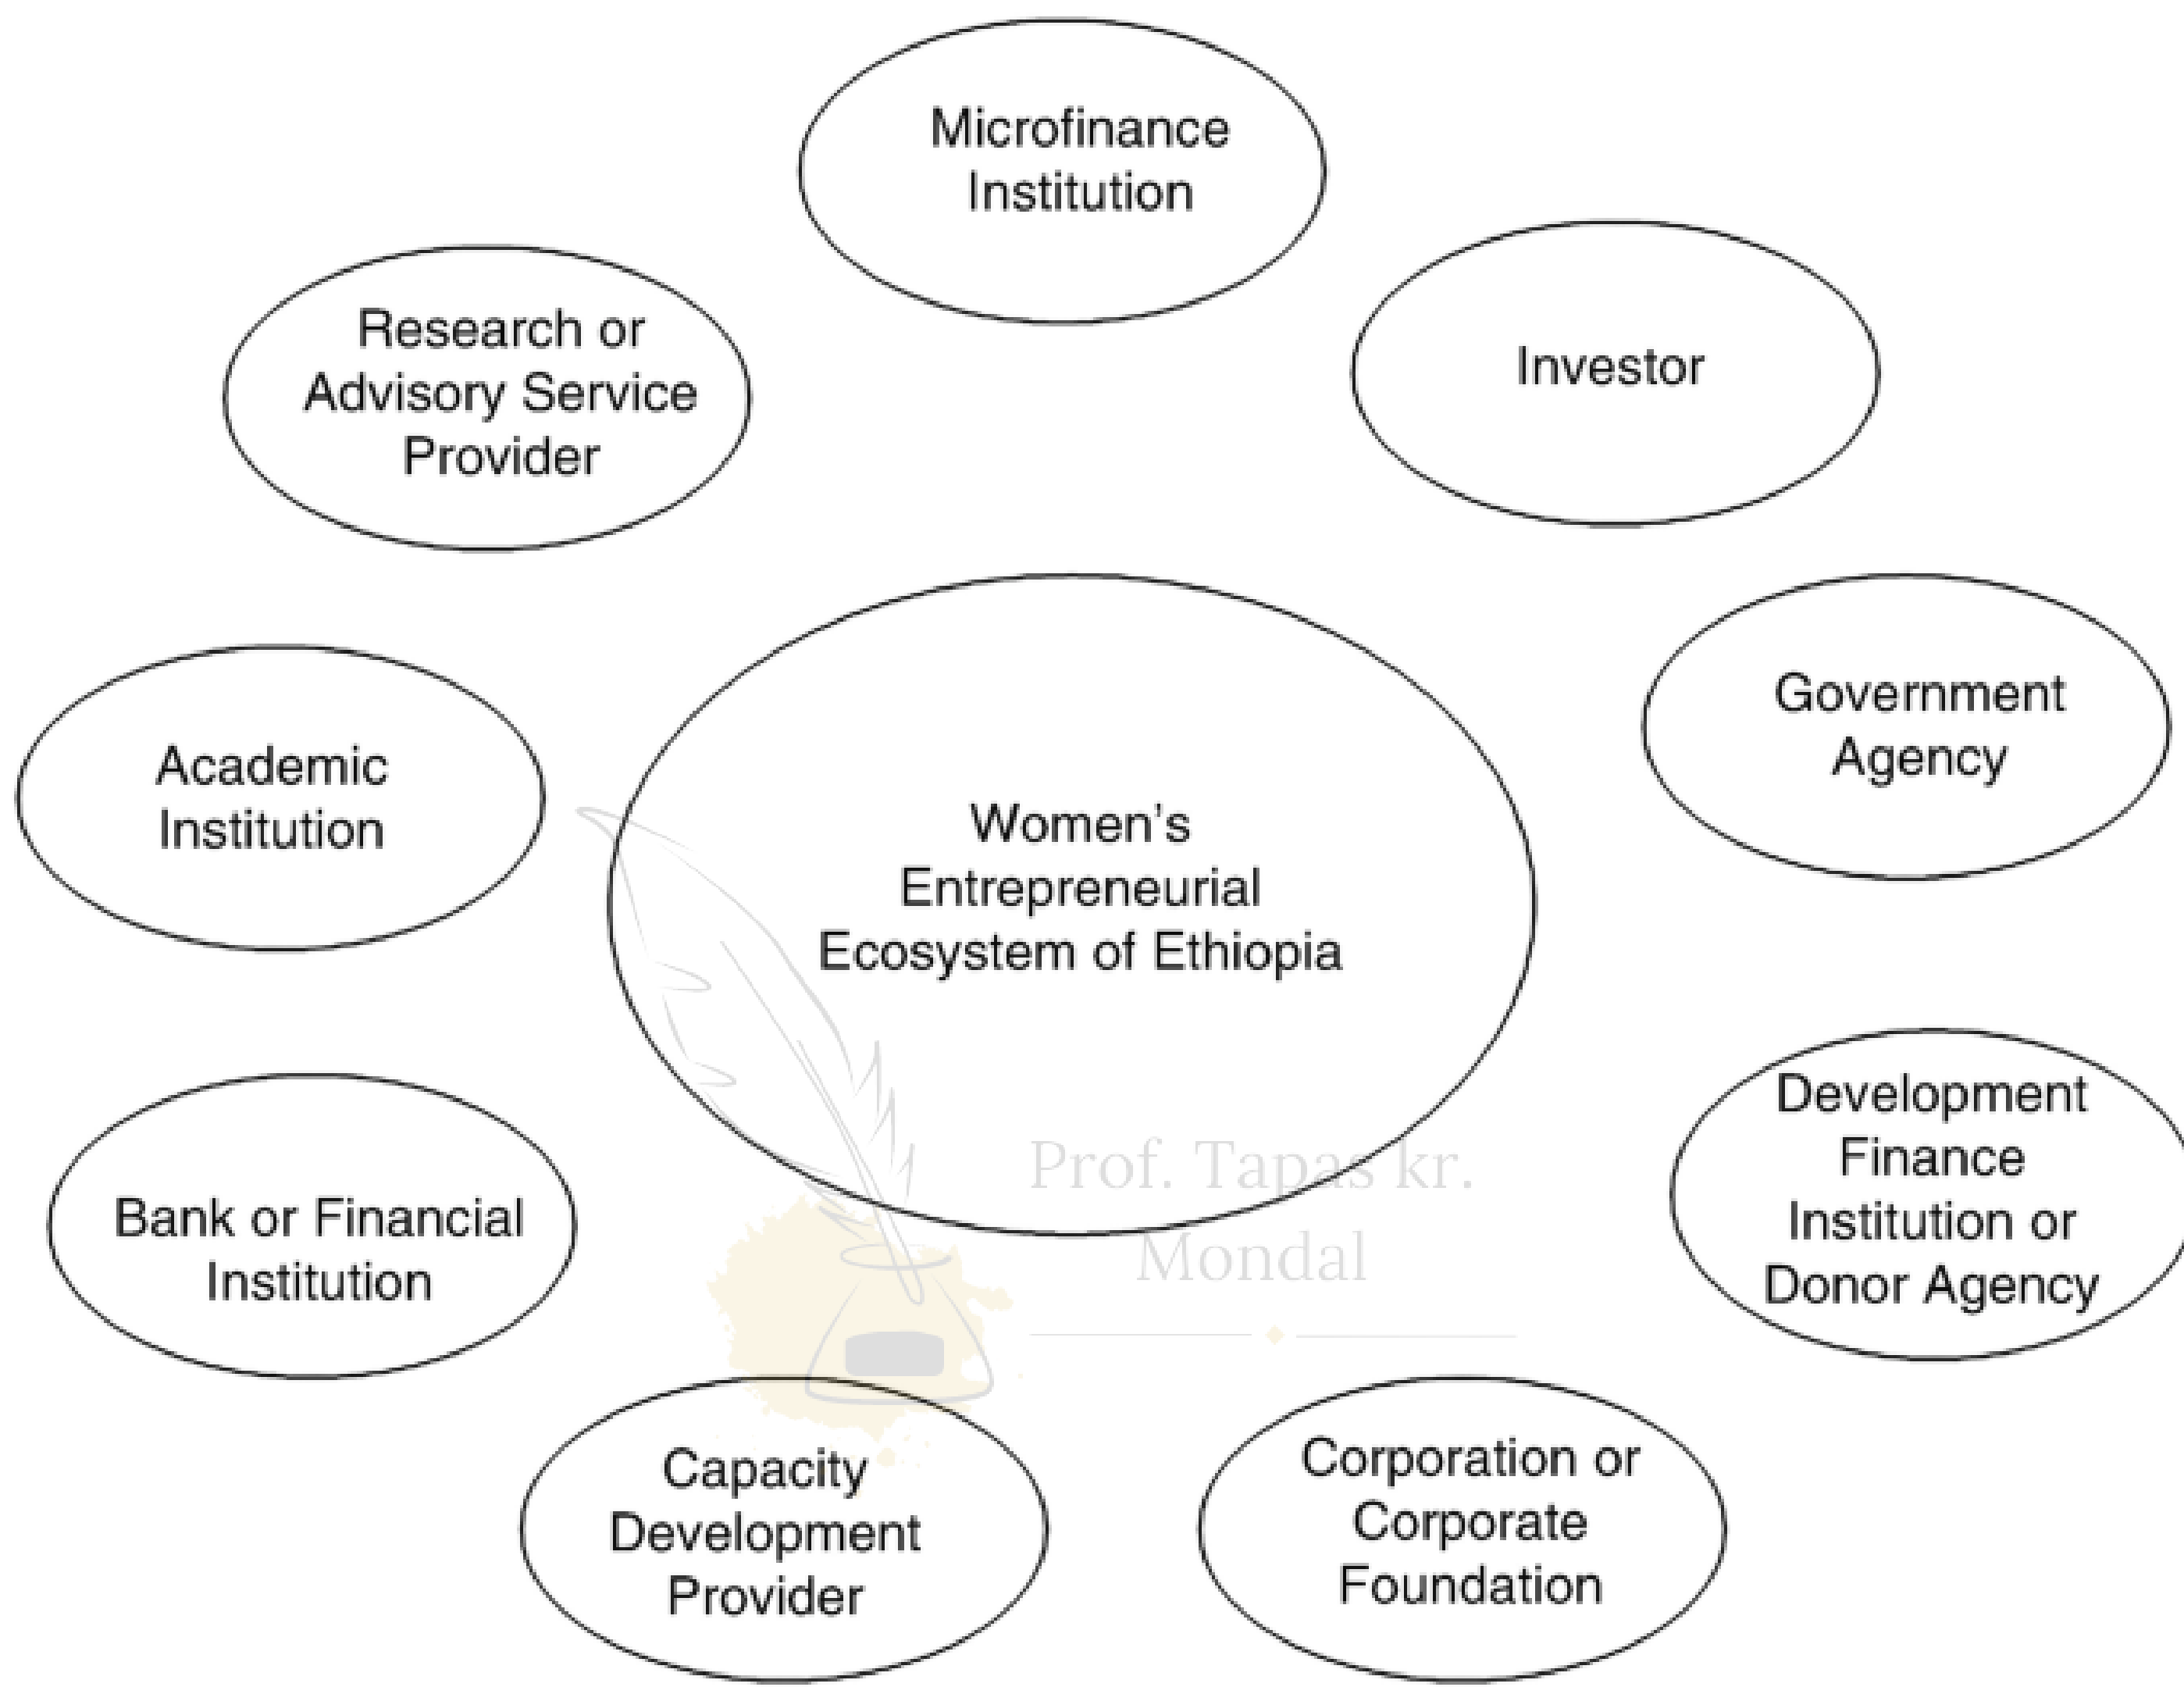 Microfinance
Institution
Research or
Advisory Service
Provider
Investor
Government
Agency
Academic
Institution
Women's
Entrepreneurial
Ecosystem of Ethiopia
Development
Finance
Institution or
Donor Agency
Bank or Financial
Institution
Prof. Tapas kr.
Mondal
Capacity
Development
Provider
Corporation or
Corporate
Foundation